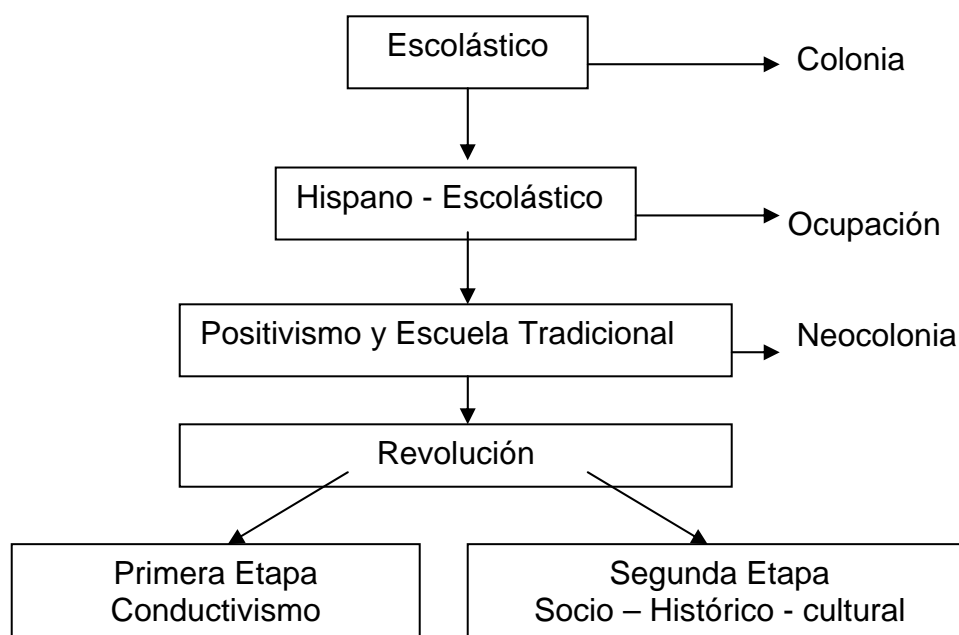 Escolástico
Colonia
Hispano - Escolástico
Ocupación
Positivismo y Escuela Tradicional
Neocolonia
Revolución
Primera Etapa
Conductivismo
Segunda Etapa
Socio – Histórico - cultural